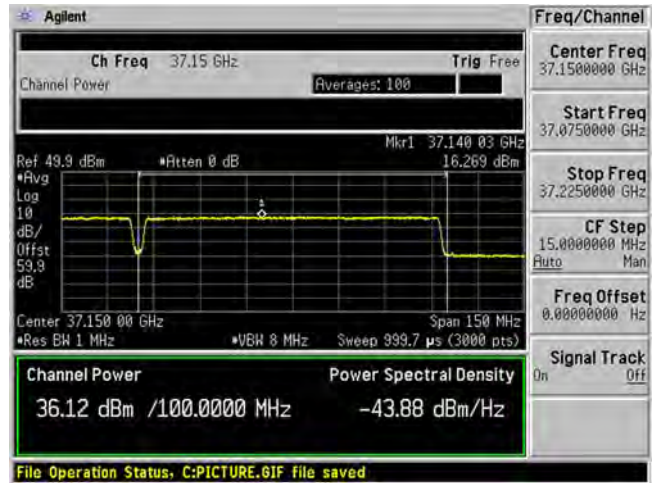 Agilent
Freq/Channel
Ch Freq 37.15 GHz Trig Free
Channel Power Averages: 100
Mkr1 37.140 03 GHz
Ref 49.9 dBm *Atten 0 dB 16.269 dBm
*Avg
Log
10
dB/
Offst
59.9
dB
1
Center 37.150 00 GHz Span 150 MHz
*Res BW 1 MHz *VBW 8 MHz Sweep 999.7 µs (3000 pts)
Channel Power Power Spectral Density
36.12 dBm /100.0000 MHz -43.88 dBm/Hz
File Operation Status, C:PICTURE.GIF file saved
Center Freq
37.1500000 GHz
Start Freq
37.0750000 GHz
Stop Freq
37.2250000 GHz
CF Step
15.0000000 MHz
Auto Man
Freq Offset
0.00000000 Hz
Signal Track
On Off